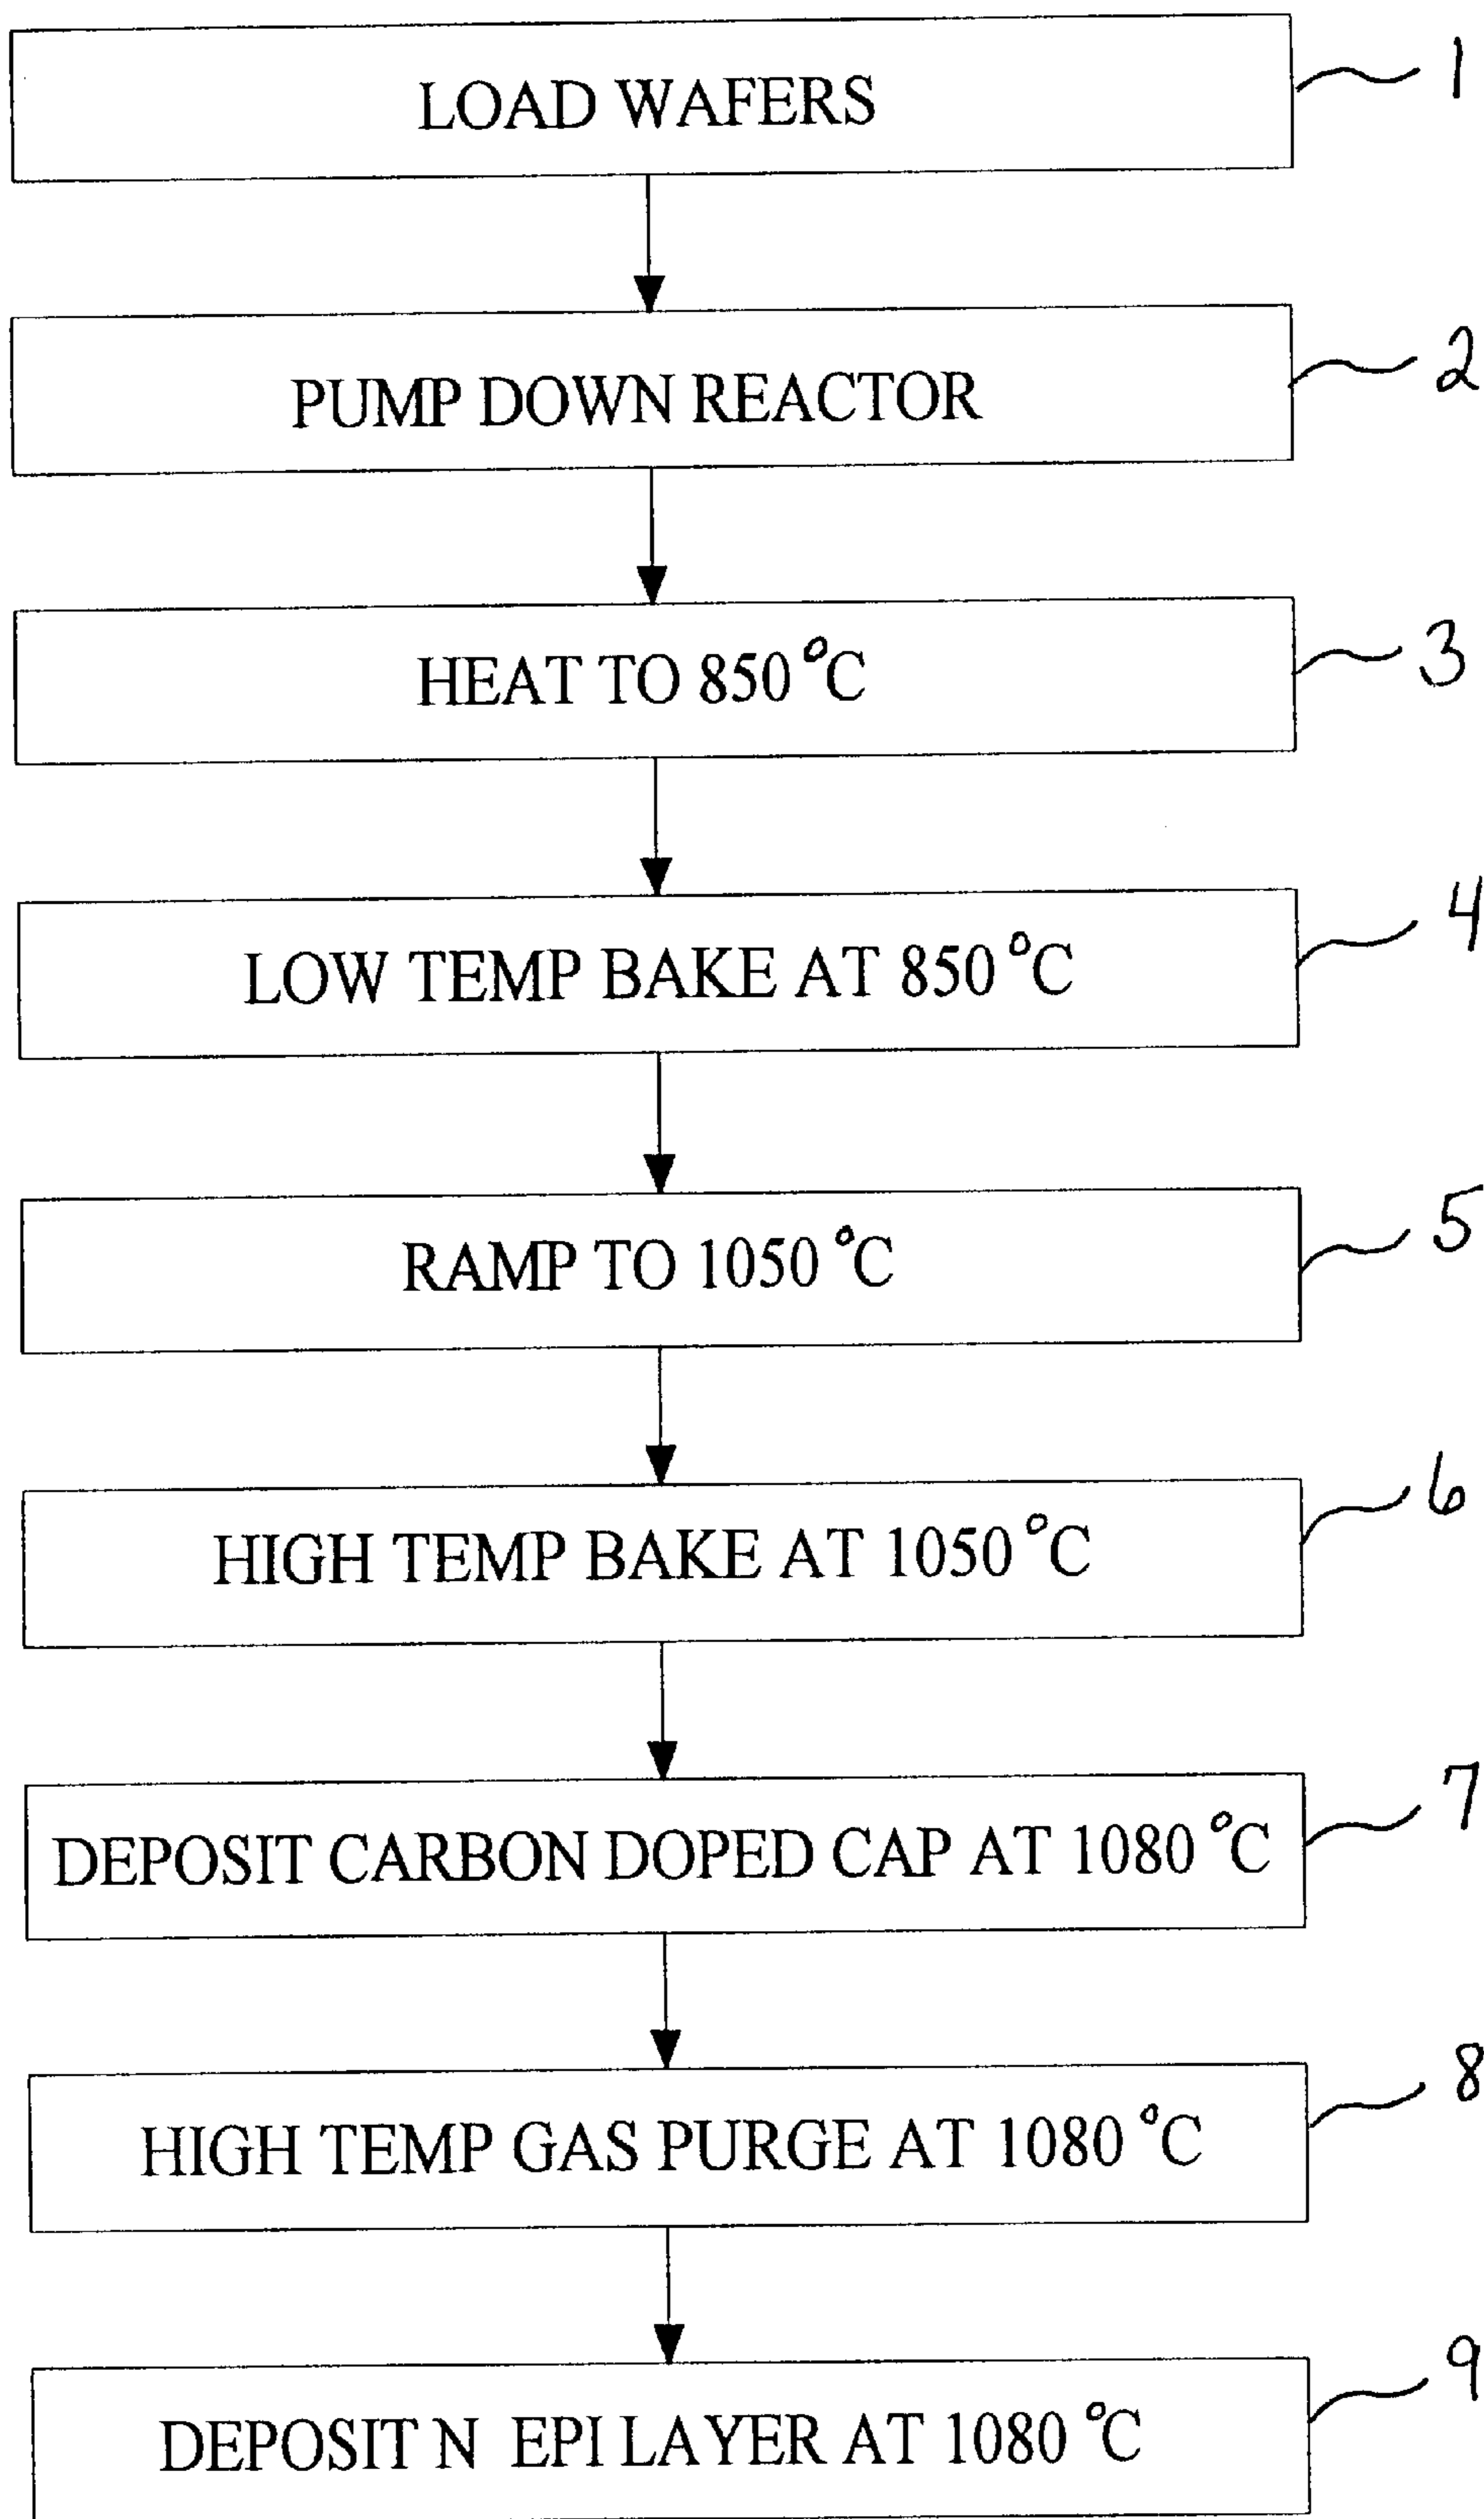 LOAD WAFERS 1
PUMP DOWN REACTOR 2
HEAT TO 850 °C 3
LOW TEMP BAKE AT 850 °C 4
RAMP TO 1050 °C 5
HIGH TEMP BAKE AT 1050 °C 6
DEPOSIT CARBON DOPED CAP AT 1080 °C 7
HIGH TEMP GAS PURGE AT 1080 °C 8
DEPOSIT N EPI LAYER AT 1080 °C 9